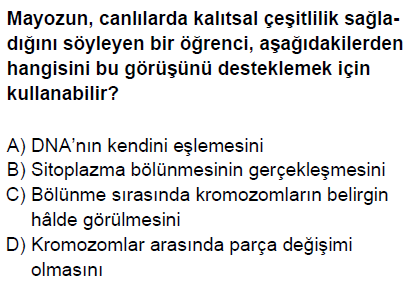 Mayozun, canlılarda kalıtsal çeşitlilik sağla-
dığını söyleyen bir öğrenci, aşağıdakilerden
hangisini bu görüşünü desteklemek için
kullanabilir?
A) DNA'nın kendini eşlemesini
B) Sitoplazma bölünmesinin gerçekleşmesini
C) Bölünme sırasında kromozomların belirgin
hâlde görülmesini
D) Kromozomlar arasında parça değişimi
olmasını